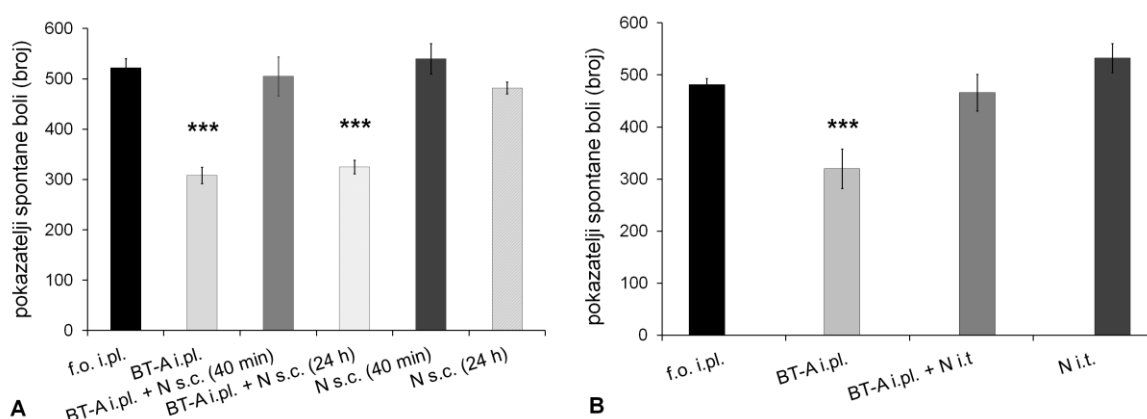 pokazatelji spontane boli (broj)
600
500
400
300
200
100
0
***
***
f.o. i.pl.
BT-A i.pl.
BT-A i.pl. + N s.c. (40 min)
BT-A i.pl. + N s.c. (24 h)
N s.c. (40 min)
N s.c. (24 h)
A
pokazatelji spontane boli (broj)
600
500
400
300
200
100
0
***
f.o. i.pl.
BT-A i.pl.
BT-A i.pl. + N i.t
N i.t.
B